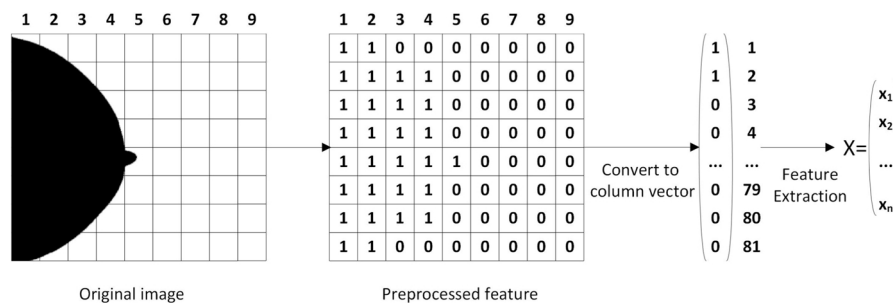 1 2 3 4 5 6 7 8 9
1 2 3 4 5 6 7 8 9
1 1 0 0 0 0 0 0 0
1 1 1 1 0 0 0 0 0
1 1 1 1 0 0 0 0 0
1 1 1 1 0 0 0 0 0
1 1 1 1 1 0 0 0 0
1 1 1 1 0 0 0 0 0
1 1 1 1 0 0 0 0 0
1 1 0 0 0 0 0 0 0
Convert to
column vector
1 1
1 2
0 3
0 4
... ...
0 79
0 80
0 81
Feature
Extraction
X=
x1
x2
...
xn
Original image
Preprocessed feature